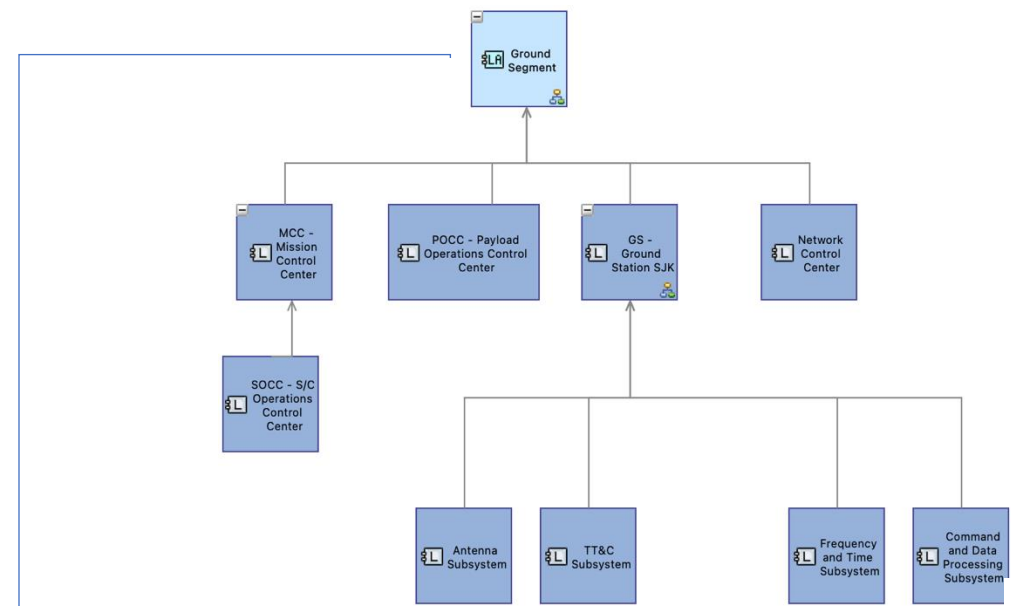 LA
Ground
Segment
L
MCC -
Mission
Control
Center
L
POCC - Payload
Operations Control
Center
L
GS -
Ground
Station SJK
L
Network
Control
Center
L
SOCC - S/C
Operations
Control
Center
L
Antenna
Subsystem
L
TT&C
Subsystem
L
Frequency
and Time
Subsystem
L
Command
and Data
Processing
Subsystem